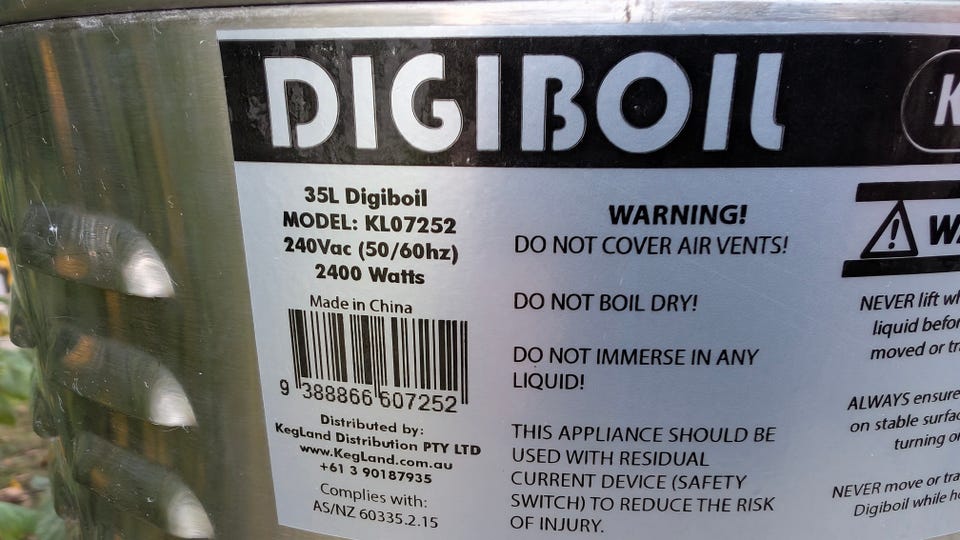 DIGIBOIL
K
35L Digiboil
MODEL: KL07252
240Vac (50/60hz)
2400 Watts
Made in China
9 388866 607252
Distributed by:
KegLand Distribution PTY LTD
www.KegLand.com.au
+61 3 90187935
Complies with:
AS/NZ 60335.2.15
WARNING!
DO NOT COVER AIR VENTS!
DO NOT BOIL DRY!
DO NOT IMMERSE IN ANY
LIQUID!
THIS APPLIANCE SHOULD BE
USED WITH RESIDUAL
CURRENT DEVICE (SAFETY
SWITCH) TO REDUCE THE RISK
OF INJURY.
NEVER lift
liquid
moved or
ALWAYS ensure
on stable
turning
NEVER move or
Digiboil while